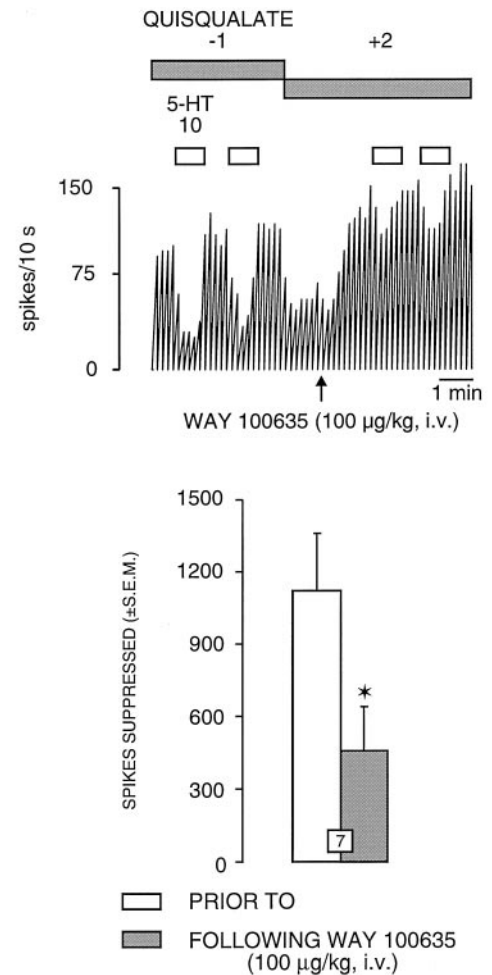 QUISQUALATE
-1 +2
5-HT
10
150
75
0
spikes/10 s
1 min
WAY 100635 (100 µg/kg, i.v.)
1500
1200
900
600
300
0
SPIKES SUPPRESSED (±S.E.M.)
✶
7
PRIOR TO
FOLLOWING WAY 100635
(100 µg/kg, i.v.)